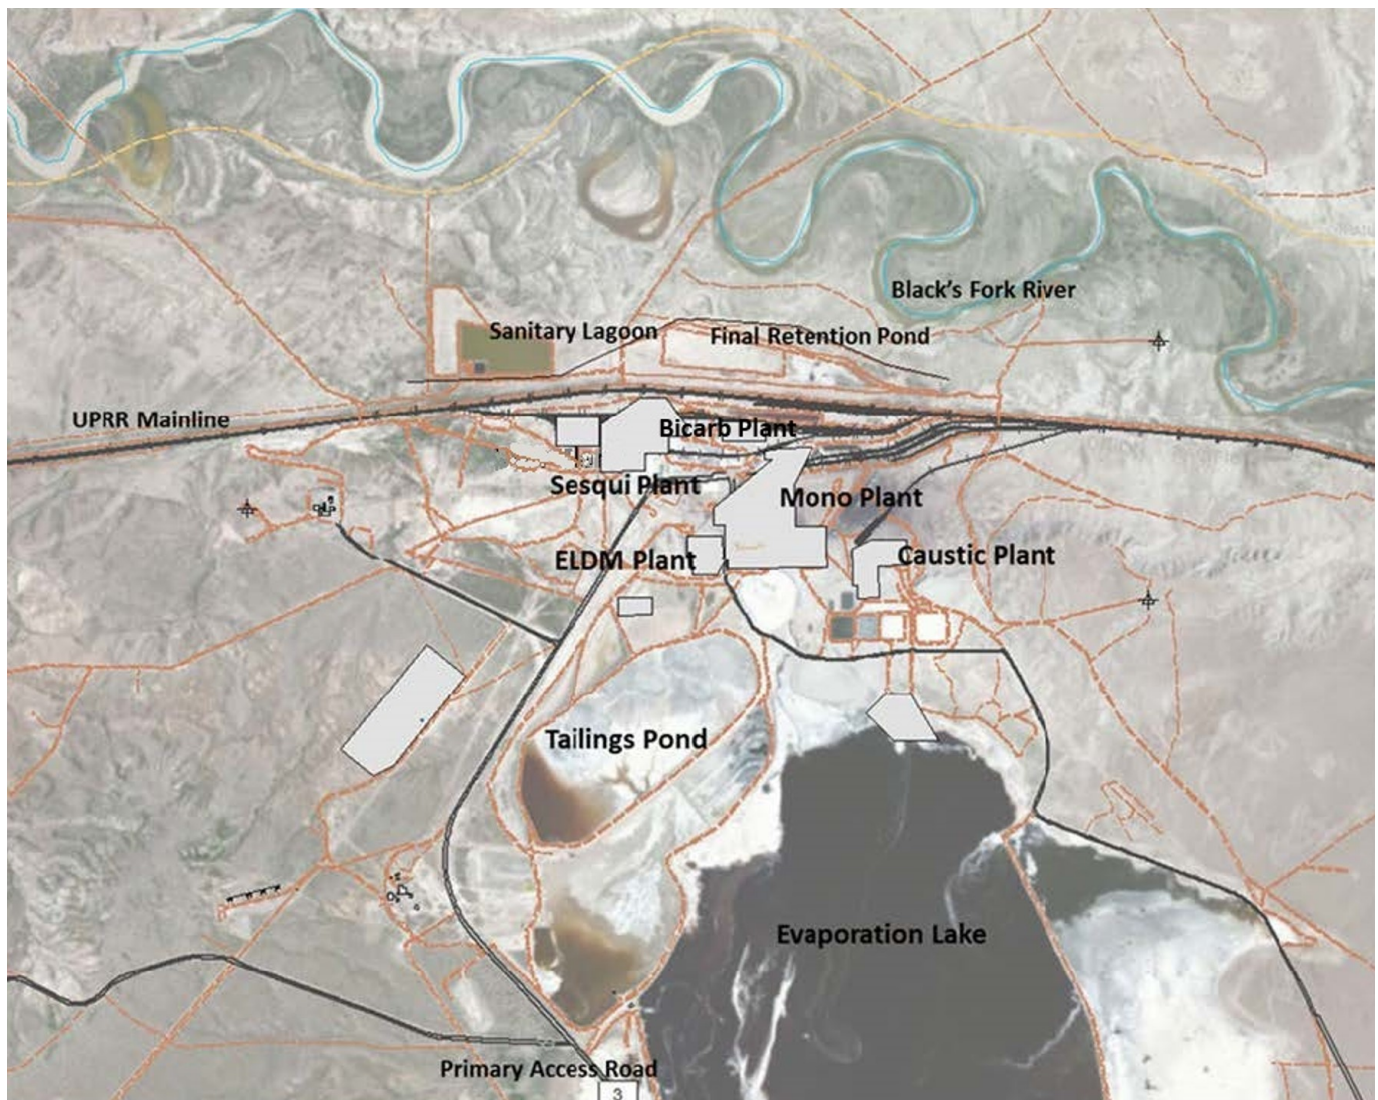 Black's Fork River
Sanitary Lagoon
Final Retention Pond
UPRR Mainline
Bicarb Plant
Sesqui Plant
Mono Plant
ELDM Plant
Caustic Plant
Tailings Pond
Evaporation Lake
Primary Access Road
3